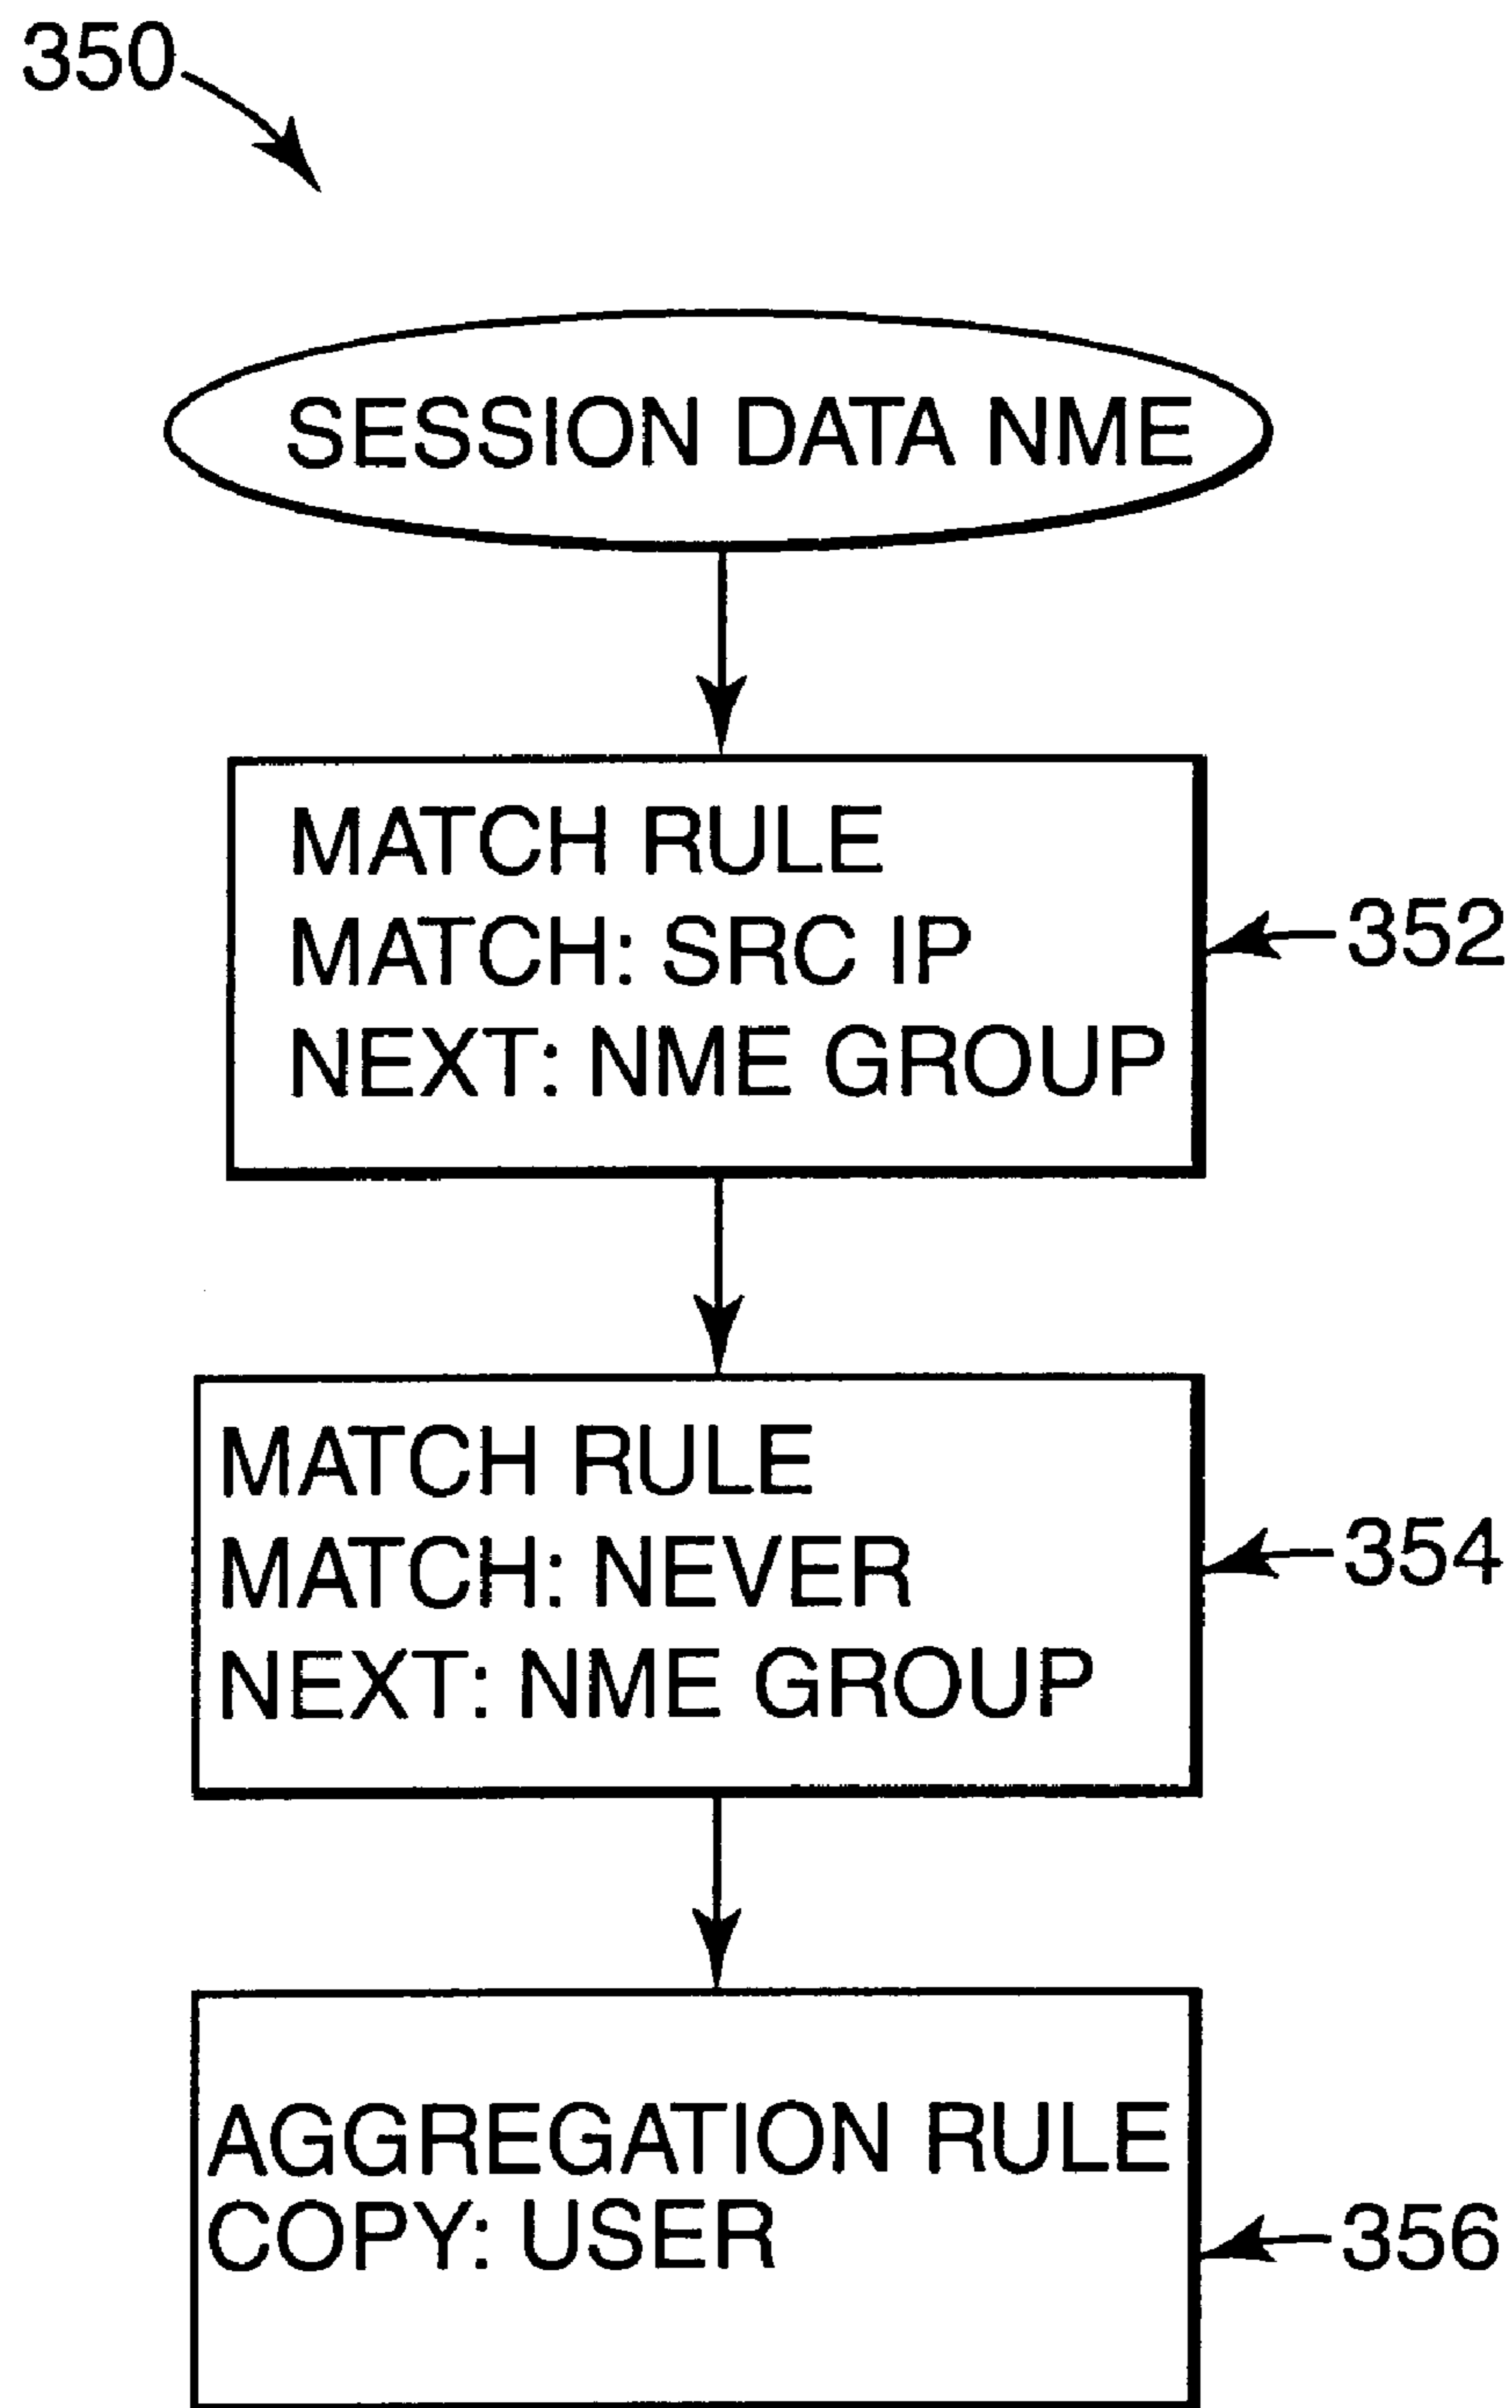 350
SESSION DATA NME
MATCH RULE
MATCH: SRC IP
NEXT: NME GROUP
352
MATCH RULE
MATCH: NEVER
NEXT: NME GROUP
354
AGGREGATION RULE
COPY: USER
356